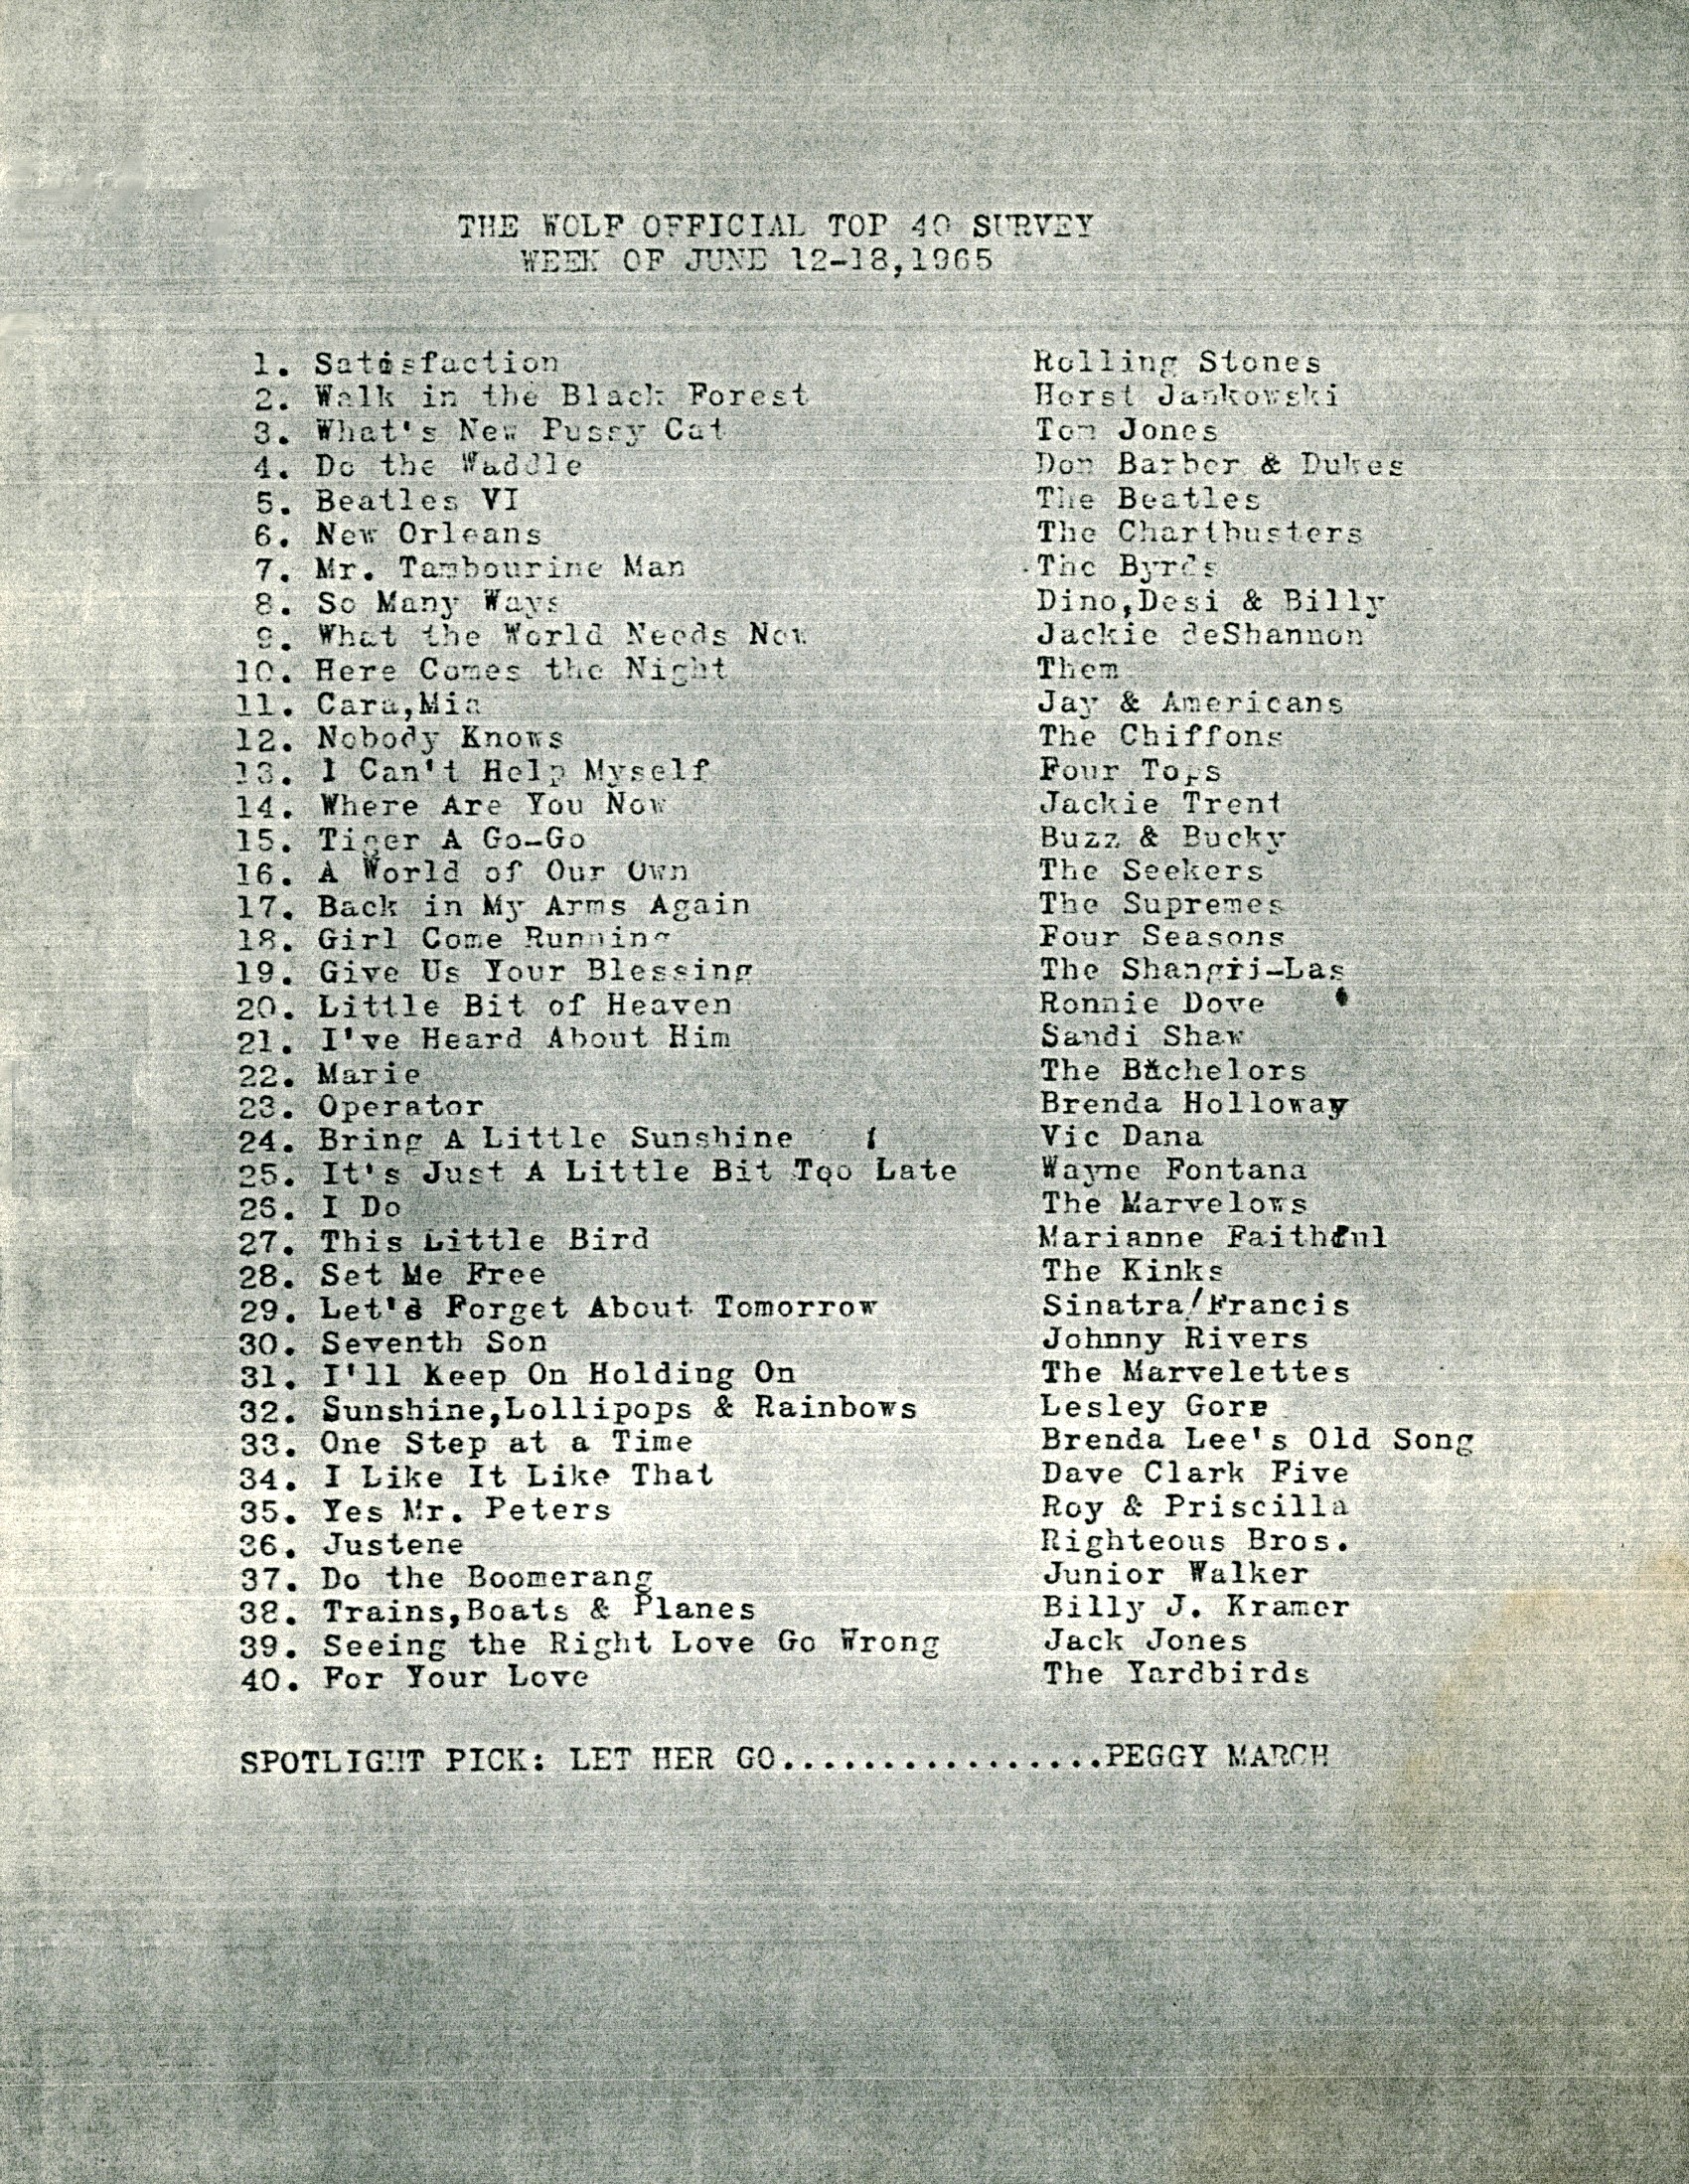 THE WOLF OFFICIAL TOP 40 SURVEY
WEEK OF JUNE 12-18,1965
1. Satisfaction Rolling Stones
2. Walk in the Black Forest Horst Jankowski
3. What's New Pussy Cat Tom Jones
4. Do the Waddle Don Barber & Dukes
5. Beatles VI The Beatles
6. New Orleans The Chartbusters
7. Mr. Tambourine Man The Byrds
8. So Many Ways Dino,Desi & Billy
9. What the World Needs Now Jackie deShannon
10. Here Comes the Night Them
11. Cara,Mia Jay & Americans
12. Nobody Knows The Chiffons
13. I Can't Help Myself Four Tops
14. Where Are You Now Jackie Trent
15. Tiger A Go-Go Buzz & Bucky
16. A World of Our Own The Seekers
17. Back in My Arms Again The Supremes
18. Girl Come Running Four Seasons
19. Give Us Your Blessing The Shangri-Las
20. Little Bit of Heaven Ronnie Dove
21. I've Heard About Him Sandi Shaw
22. Marie The Bachelors
23. Operator Brenda Holloway
24. Bring A Little Sunshine Vic Dana
25. It's Just A Little Bit Too Late Wayne Fontana
26. I Do The Marvelows
27. This Little Bird Marianne Faithful
28. Set Me Free The Kinks
29. Let's Forget About Tomorrow Sinatra/Francis
30. Seventh Son Johnny Rivers
31. I'll Keep On Holding On The Marvelettes
32. Sunshine,Lollipops & Rainbows Lesley Gore
33. One Step at a Time Brenda Lee's Old Song
34. I Like It Like That Dave Clark Five
35. Yes Mr. Peters Roy & Priscilla
36. Justene Righteous Bros.
37. Do the Boomerang Junior Walker
38. Trains,Boats & Planes Billy J. Kramer
39. Seeing the Right Love Go Wrong Jack Jones
40. For Your Love The Yardbirds
SPOTLIGHT PICK: LET HER GO................PEGGY MARCH